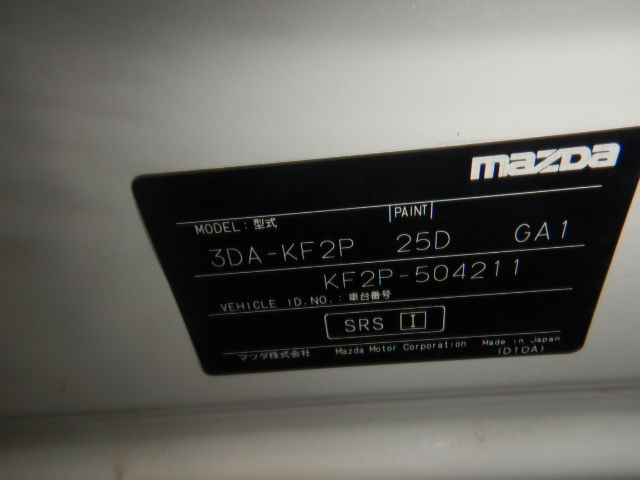 mazda
MODEL: 型式 PAINT
3DA-KF2P 25D GA1
KF2P-504211
VEHICLE ID.NO.: 車台番号
SRS I
マツダ株式会社 Mazda Motor Corporation Made in Japan
(D10A)